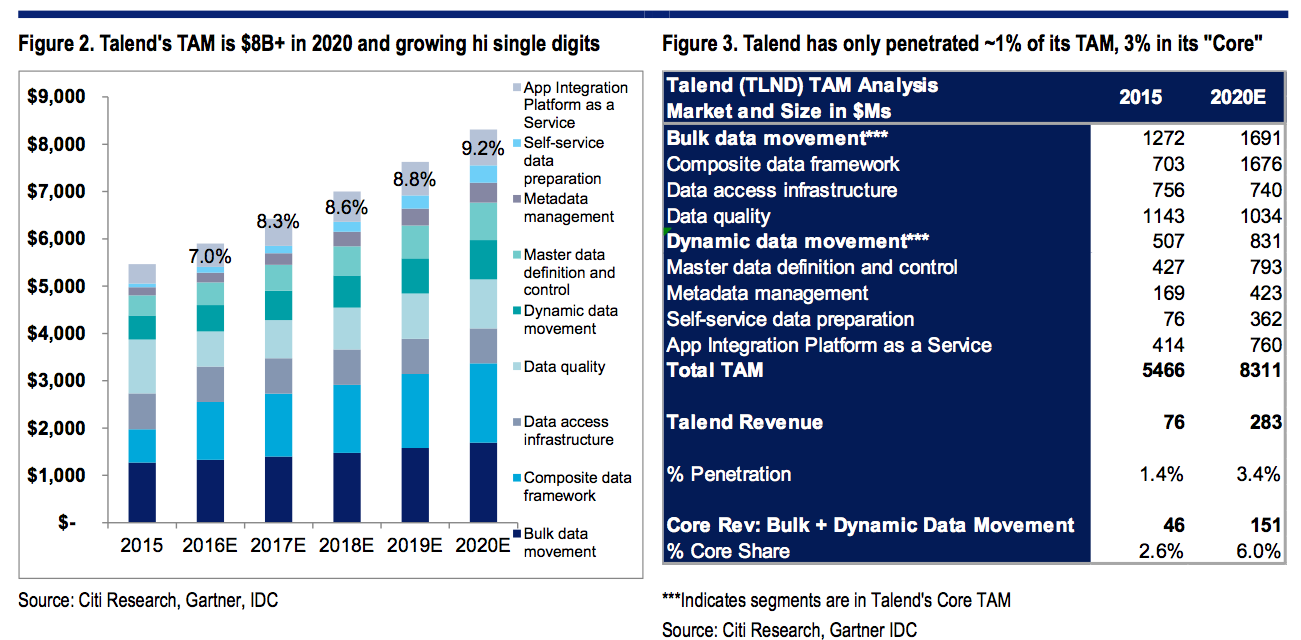 Figure 2. Talend's TAM is $8B+ in 2020 and growing hi single digits
$9,000
$8,000
$7,000
$6,000
$5,000
$4,000
$3,000
$2,000
$1,000
$-
7.0%
8.3%
8.6%
8.8%
9.2%
2015 2016E 2017E 2018E 2019E 2020E
App Integration
Platform as a
Service
Self-service
data
preparation
Metadata
management
Master data
definition and
control
Dynamic data
movement
Data quality
Data access
infrastructure
Composite data
framework
Bulk data
movement
Source: Citi Research, Gartner, IDC
Figure 3. Talend has only penetrated ~1% of its TAM, 3% in its "Core"
Talend (TLND) TAM Analysis
Market and Size in $Ms 2015 2020E
Bulk data movement*** 1272 1691
Composite data framework 703 1676
Data access infrastructure 756 740
Data quality 1143 1034
Dynamic data movement*** 507 831
Master data definition and control 427 793
Metadata management 169 423
Self-service data preparation 76 362
App Integration Platform as a Service 414 760
Total TAM 5466 8311
Talend Revenue 76 283
% Penetration 1.4% 3.4%
Core Rev: Bulk + Dynamic Data Movement 46 151
% Core Share 2.6% 6.0%
***Indicates segments are in Talend's Core TAM
Source: Citi Research, Gartner IDC